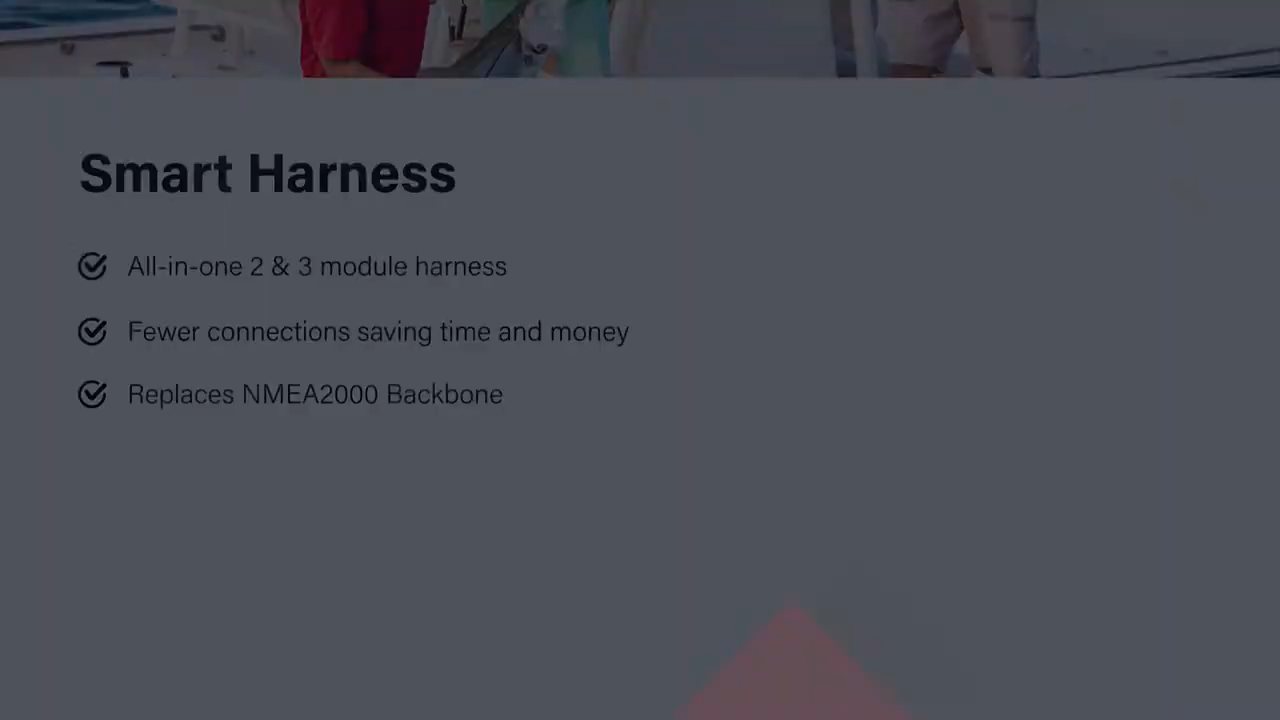 Smart Harness
All-in-one 2 & 3 module harness
Fewer connections saving time and money
Replaces NMEA2000 Backbone